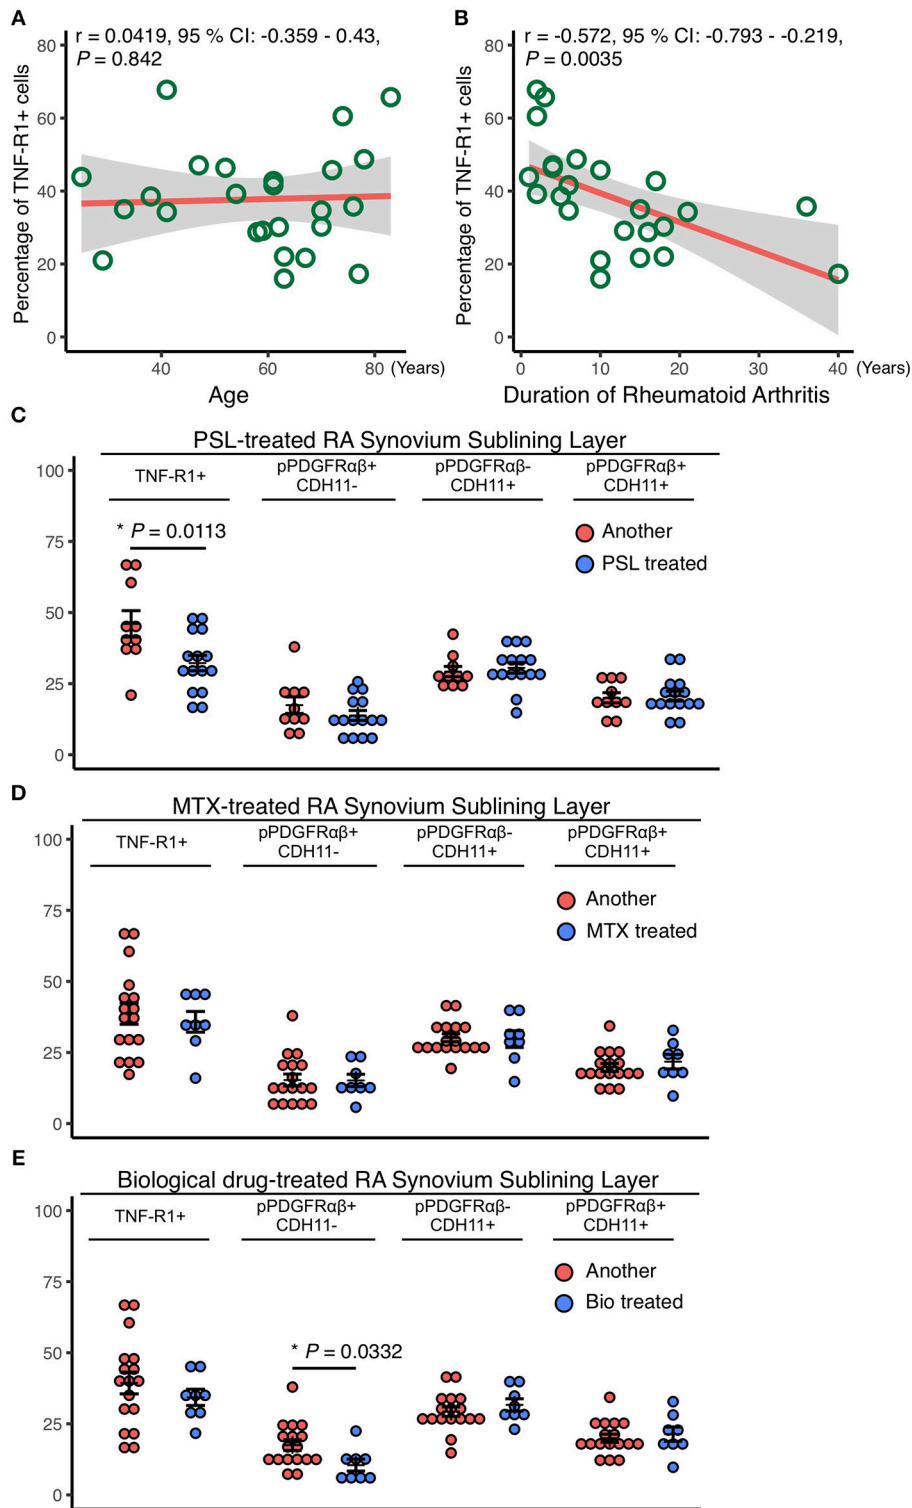 A
r = 0.0419, 95 % CI: -0.359 - 0.43,
P = 0.842
Percentage of TNF-R1+ cells
80
60
40
20
0
40 60 80 (Years)
Age
B
r = -0.572, 95 % CI: -0.793 - -0.219,
P = 0.0035
Percentage of TNF-R1+ cells
80
60
40
20
0
0 10 20 30 40 (Years)
Duration of Rheumatoid Arthritis
C
PSL-treated RA Synovium Sublining Layer
TNF-R1+
pPDGFRαβ+
CDH11-
pPDGFRαβ-
CDH11+
pPDGFRαβ+
CDH11+
* P = 0.0113
Another
PSL treated
100
75
50
25
0
D
MTX-treated RA Synovium Sublining Layer
TNF-R1+
pPDGFRαβ+
CDH11-
pPDGFRαβ-
CDH11+
pPDGFRαβ+
CDH11+
Another
MTX treated
100
75
50
25
0
E
Biological drug-treated RA Synovium Sublining Layer
TNF-R1+
pPDGFRαβ+
CDH11-
pPDGFRαβ-
CDH11+
pPDGFRαβ+
CDH11+
Another
Bio treated
* P = 0.0332
100
75
50
25
0